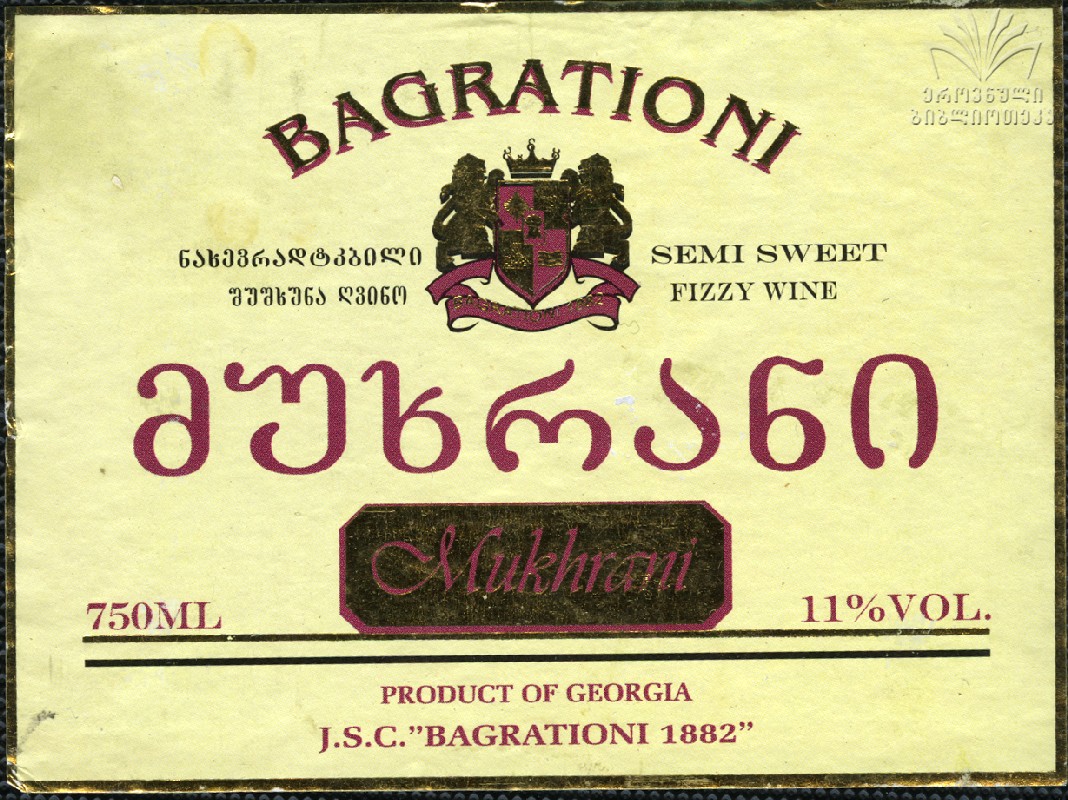 ეროვნული
ბიბლიოთეკა
BAGRATIONI
ნახევრადტკბილი
შუშხუნა ღვინო
SEMI SWEET
FIZZY WINE
მუხრანი
Mukhrani
750ML
11%VOL.
PRODUCT OF GEORGIA
J.S.C."BAGRATIONI 1882"